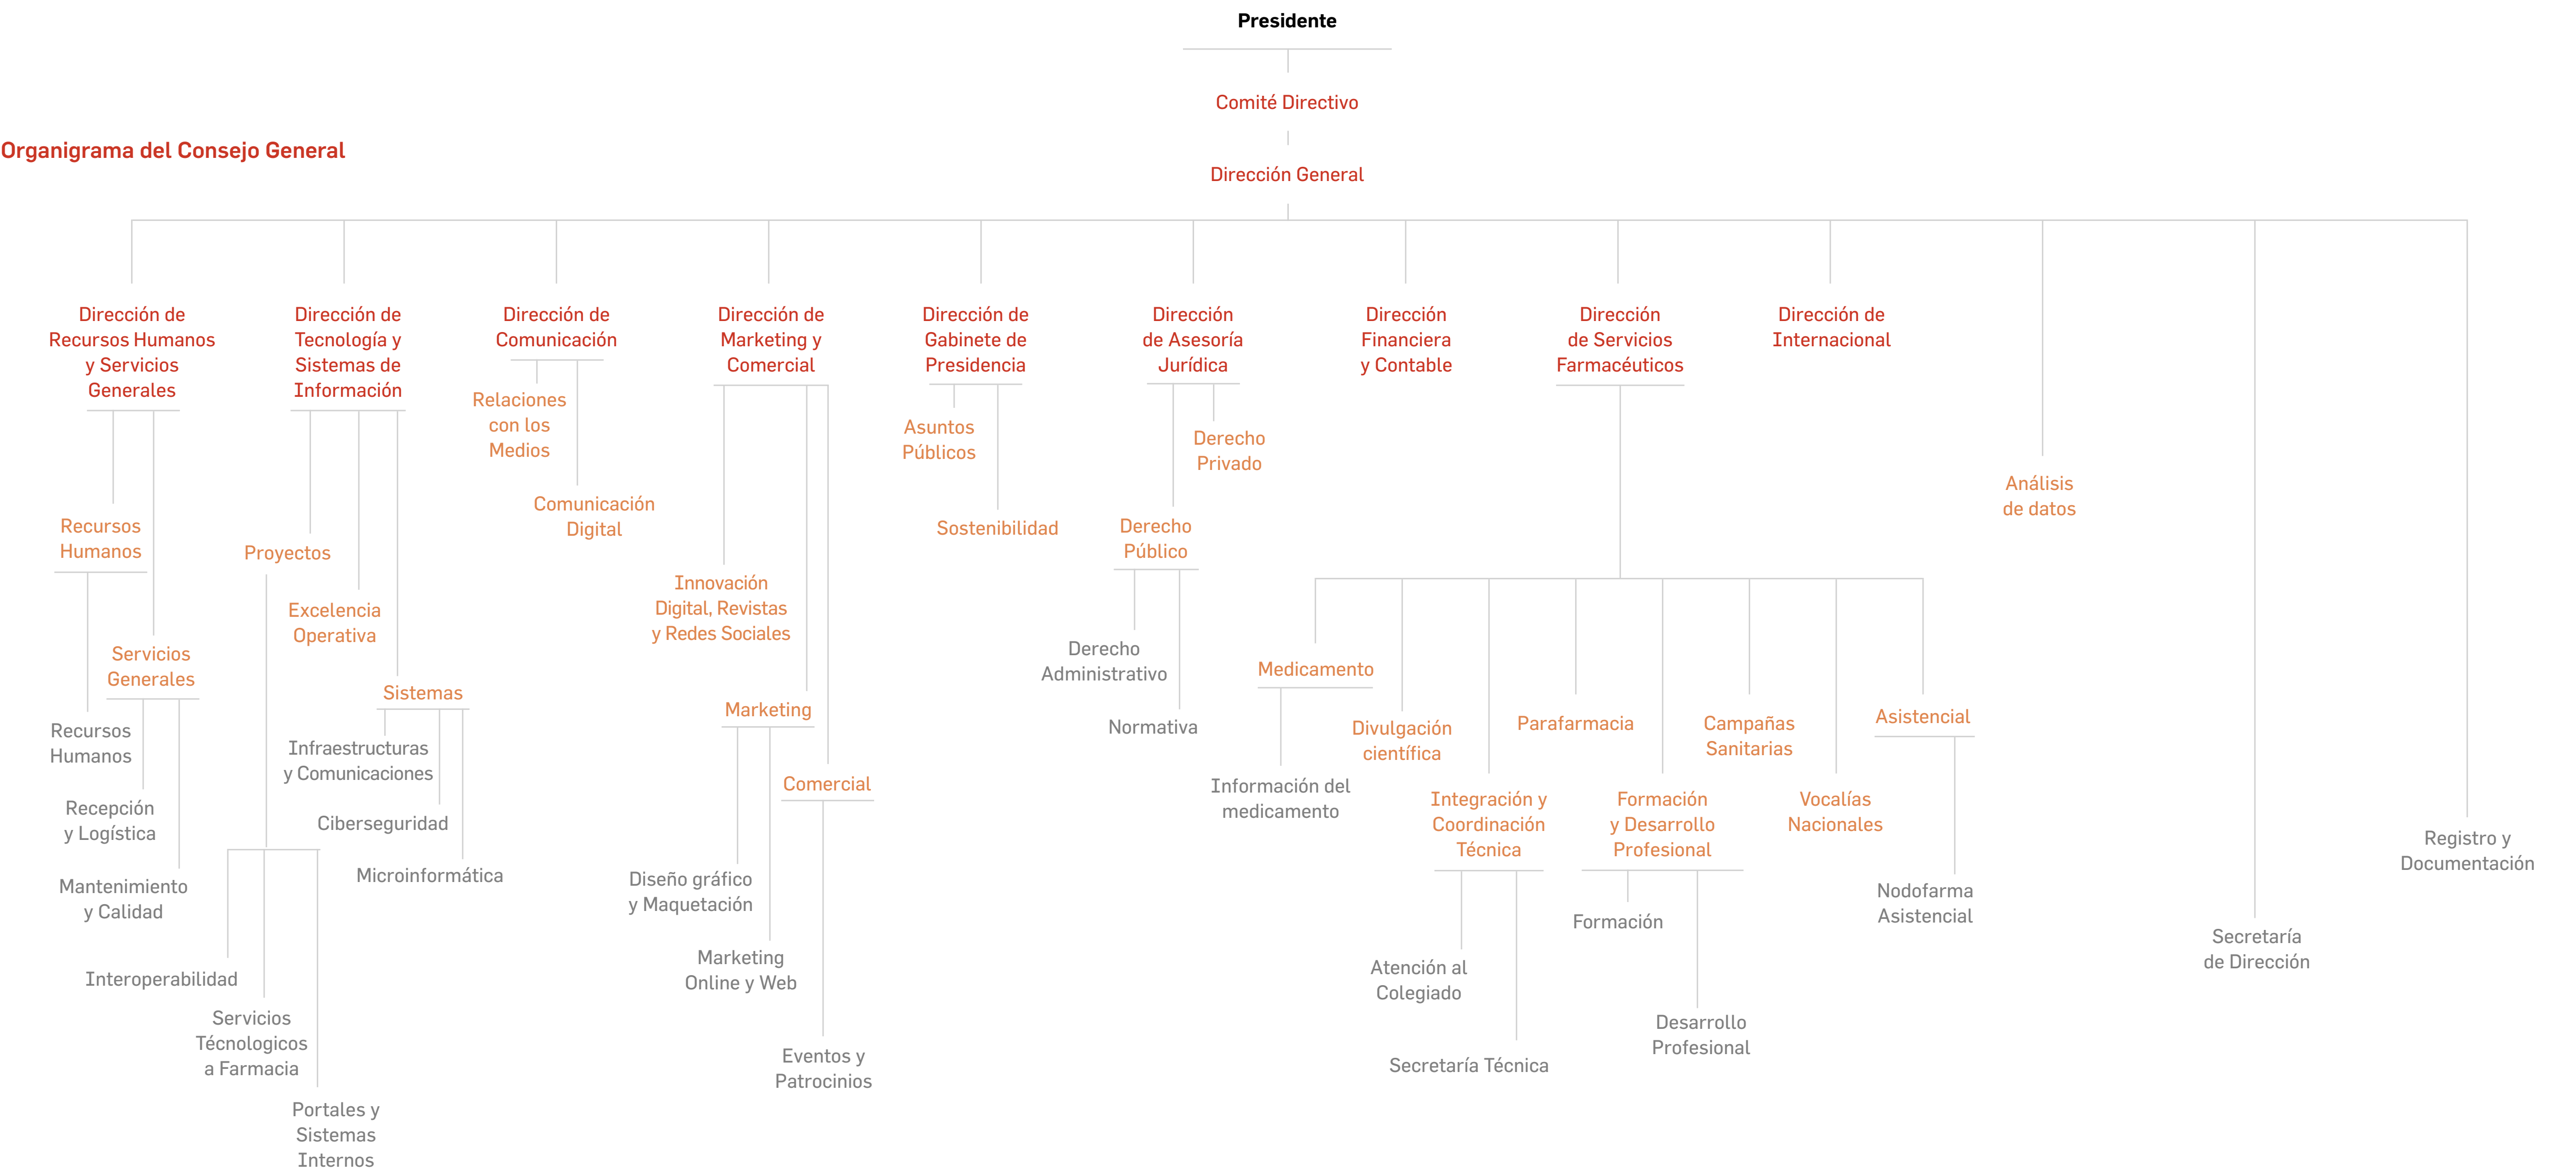 Presidente
Comité Directivo
Organigrama del Consejo General
Dirección General
Dirección de
Recursos Humanos
y Servicios
Generales
Recursos
Humanos
Recursos
Humanos
Servicios
Generales
Recepción
y Logística
Mantenimiento
y Calidad
Dirección de
Tecnología y
Sistemas de
Información
Proyectos
Interoperabilidad
Servicios
Técnologicos
a Farmacia
Portales y
Sistemas
Internos
Excelencia
Operativa
Sistemas
Infraestructuras
y Comunicaciones
Ciberseguridad
Microinformática
Dirección de
Comunicación
Relaciones
con los
Medios
Comunicación
Digital
Dirección de
Marketing y
Comercial
Innovación
Digital, Revistas
y Redes Sociales
Marketing
Diseño gráfico
y Maquetación
Marketing
Online y Web
Comercial
Eventos y
Patrocinios
Dirección de
Gabinete de
Presidencia
Asuntos
Públicos
Sostenibilidad
Dirección
de Asesoría
Jurídica
Derecho
Privado
Derecho
Público
Derecho
Administrativo
Normativa
Dirección
Financiera
y Contable
Dirección
de Servicios
Farmacéuticos
Medicamento
Información del
medicamento
Divulgación
científica
Integración y
Coordinación
Técnica
Atención al
Colegiado
Secretaría Técnica
Parafarmacia
Formación
y Desarrollo
Profesional
Formación
Desarrollo
Profesional
Campañas
Sanitarias
Vocalías
Nacionales
Asistencial
Nodofarma
Asistencial
Dirección de
Internacional
Análisis
de datos
Secretaría
de Dirección
Registro y
Documentación